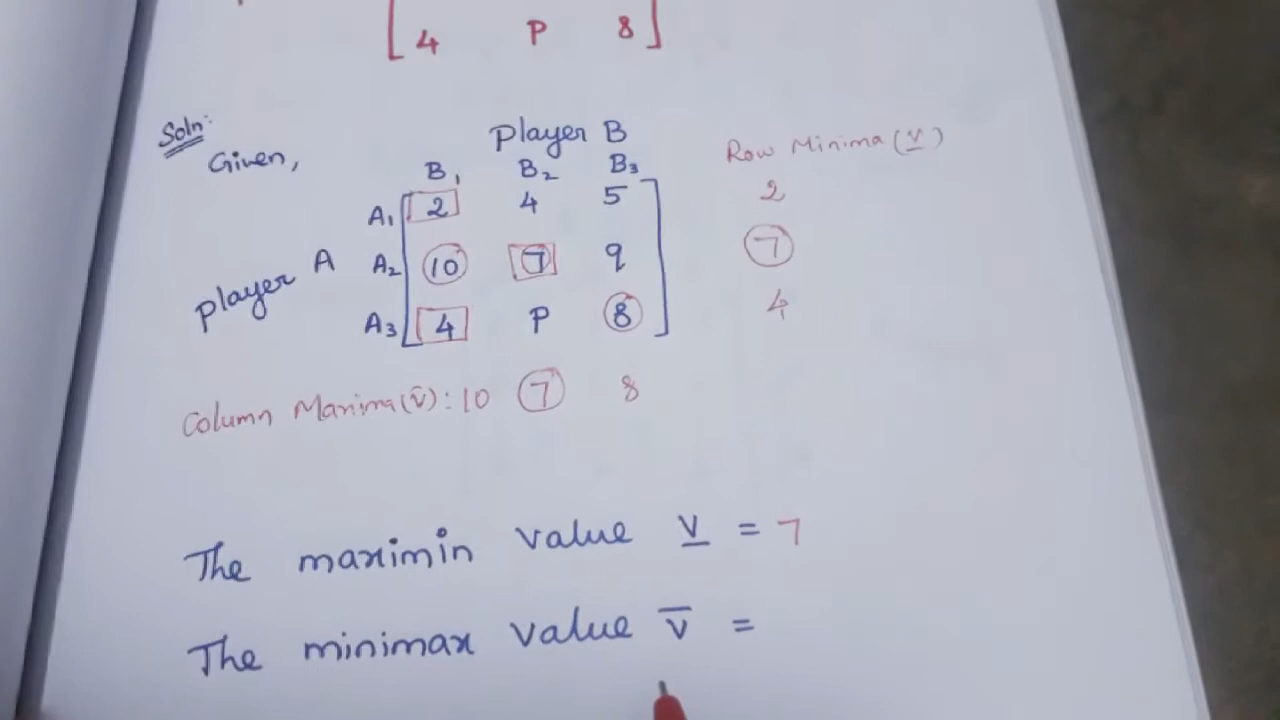 4 P 8
Soln:
Given,
Player B
Row Minima (v)
B1 B2 B3
A1 2 4 5 2
Player A A2 10 7 9 7
A3 4 P 8 4
Column Maxima (v̄): 10 7 8
The maximin value v = 7
The minimax value v̄ =